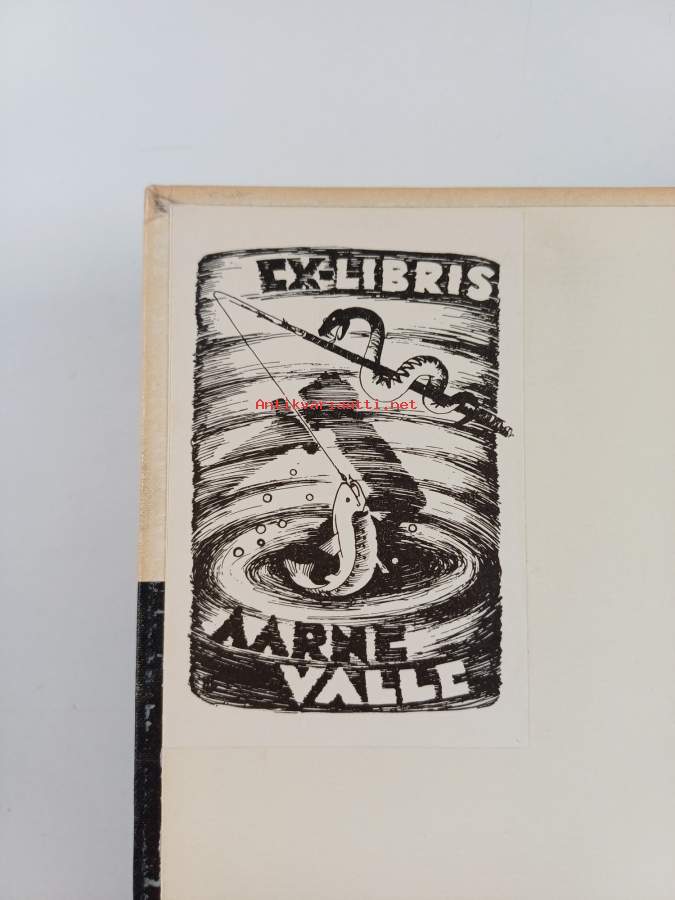 EX-LIBRIS
Antikvariaatti.net
AARNE
VALLE